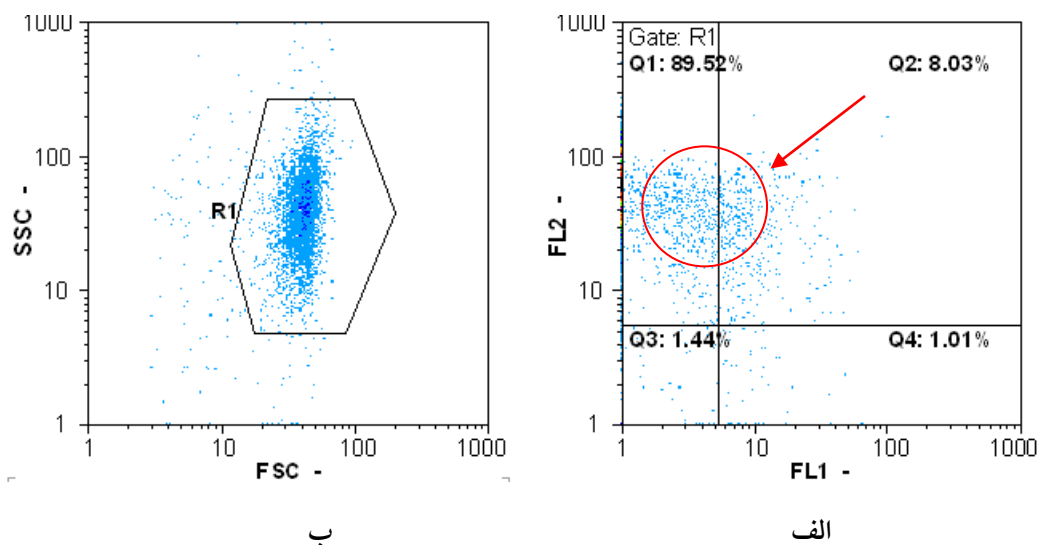 1000
100
10
1
SSC -
R1
1
10
100
1000
FSC -
ب
1000
100
10
1
FL2 -
Gate: R1
Q1: 89.52%
Q2: 8.03%
Q3: 1.44%
Q4: 1.01%
1
10
100
1000
FL1 -
الف